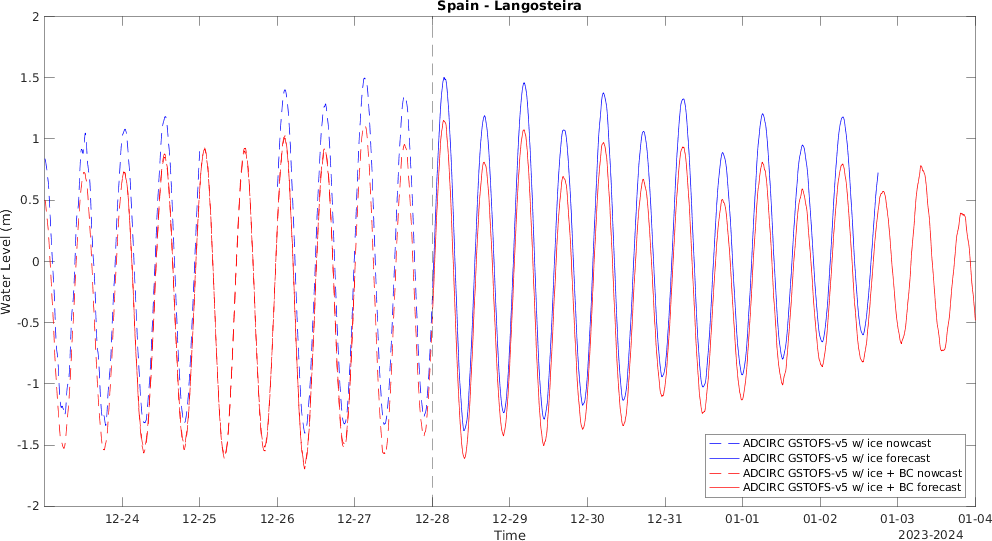 Spain - Langosteira
2
1.5
1
0.5
0
-0.5
-1
-1.5
-2
Water Level (m)
12-24 12-25 12-26 12-27 12-28 12-29 12-30 12-31 01-01 01-02 01-03 01-04
Time
2023-2024
ADCIRC GSTOFS-v5 w/ ice nowcast
ADCIRC GSTOFS-v5 w/ ice forecast
ADCIRC GSTOFS-v5 w/ ice + BC nowcast
ADCIRC GSTOFS-v5 w/ ice + BC forecast